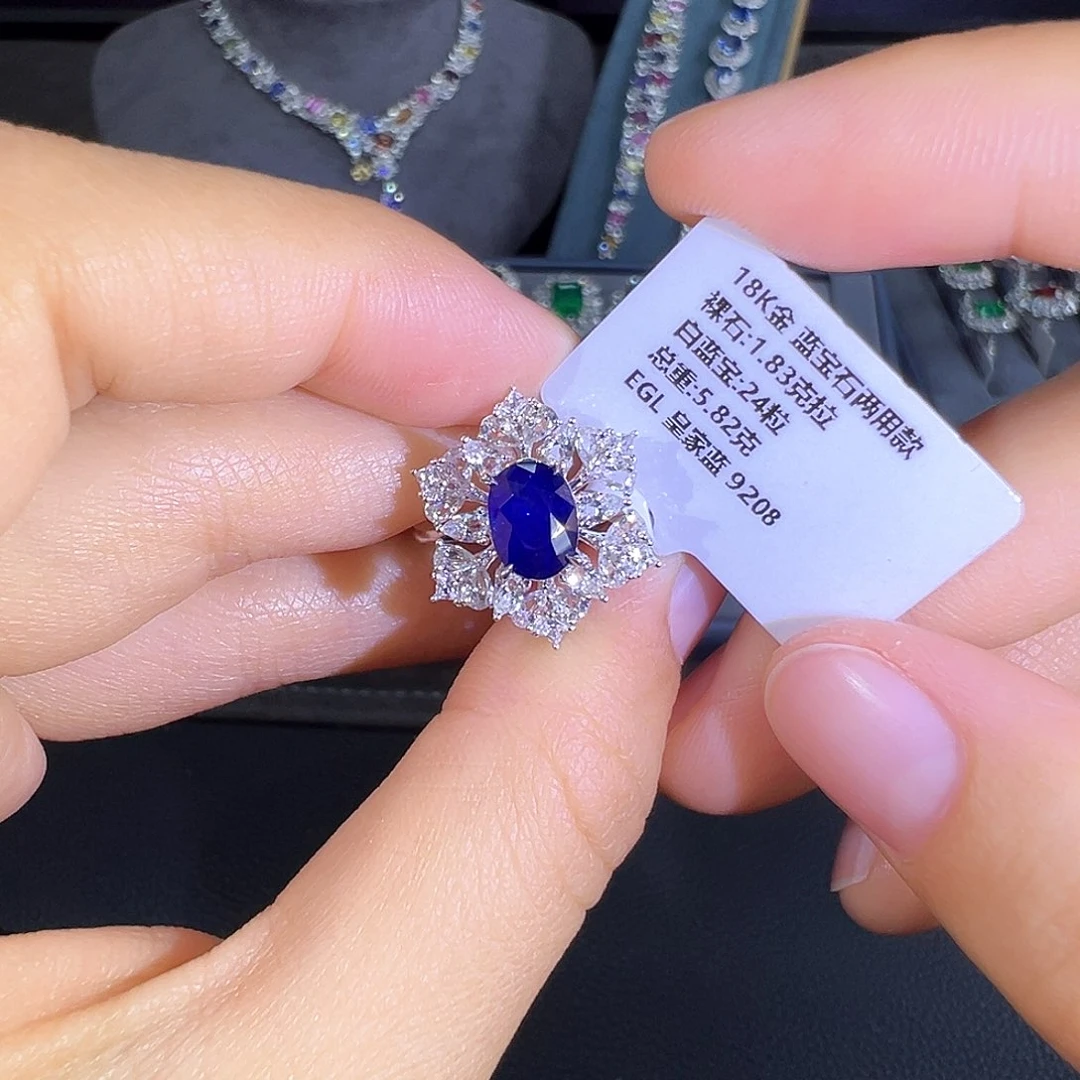 18K金 蓝宝石两用款
裸石:1.83克拉
白蓝宝:24粒
总重:5.82克
EGL 皇家蓝 9208